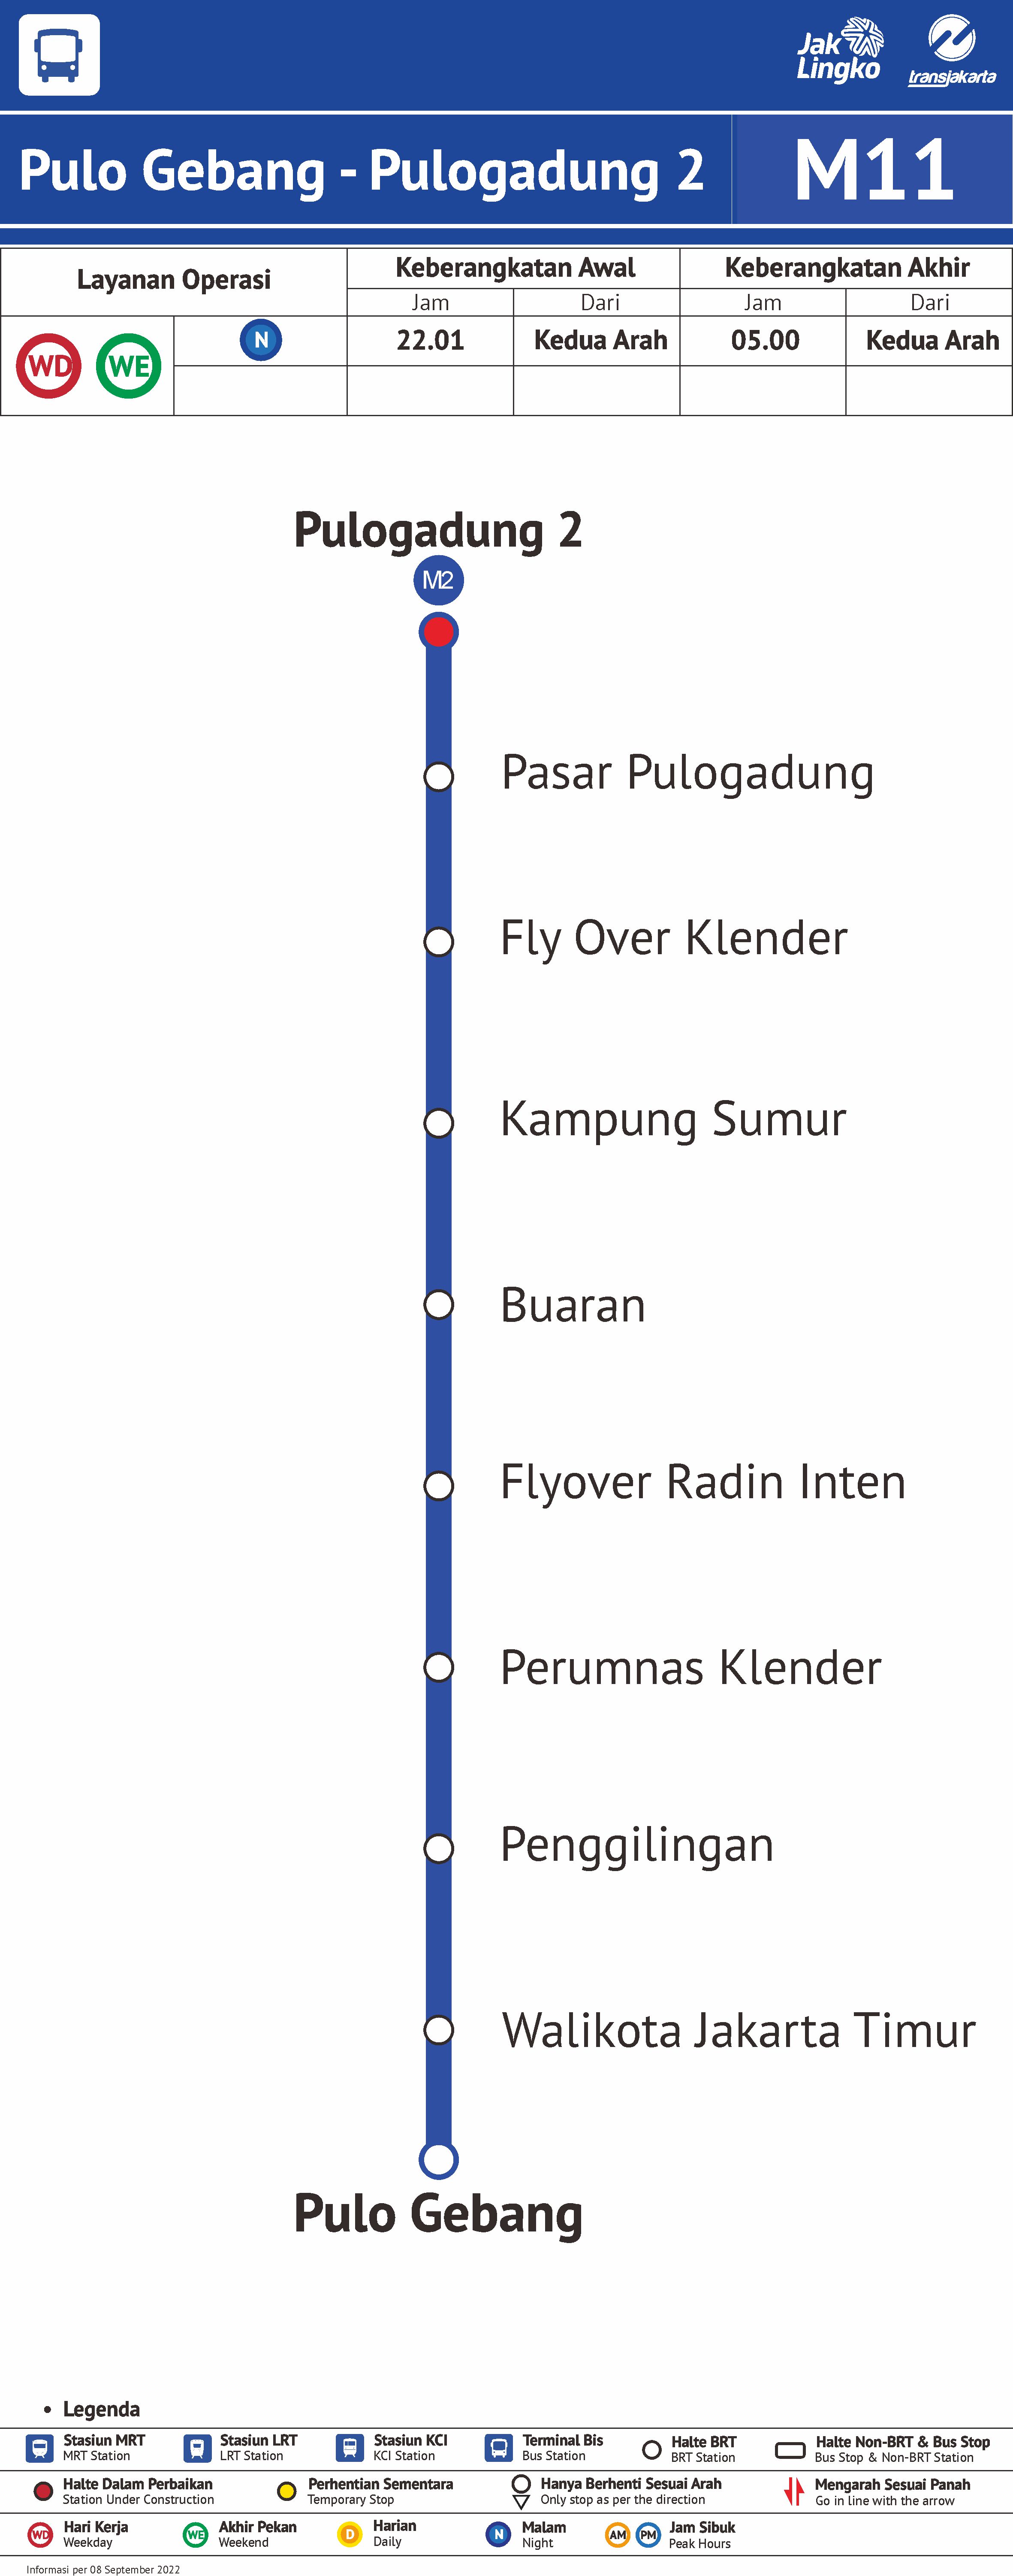 Jak
Lingko
transjakarta
Pulo Gebang - Pulogadung 2
M11
Layanan Operasi
Keberangkatan Awal
Keberangkatan Akhir
Jam
Dari
Jam
Dari
WD
WE
N
22.01
Kedua Arah
05.00
Kedua Arah
Pulogadung 2
M2
Pasar Pulogadung
Fly Over Klender
Kampung Sumur
Buaran
Flyover Radin Inten
Perumnas Klender
Penggilingan
Walikota Jakarta Timur
Pulo Gebang
• Legenda
Stasiun MRT
MRT Station
Stasiun LRT
LRT Station
Stasiun KCI
KCI Station
Terminal Bis
Bus Station
Halte BRT
BRT Station
Halte Non-BRT & Bus Stop
Bus Stop & Non-BRT Station
Halte Dalam Perbaikan
Station Under Construction
Perhentian Sementara
Temporary Stop
Hanya Berhenti Sesuai Arah
Only stop as per the direction
Mengarah Sesuai Panah
Go in line with the arrow
WD
Hari Kerja
Weekday
WE
Akhir Pekan
Weekend
D
Harian
Daily
N
Malam
Night
AM
PM
Jam Sibuk
Peak Hours
Informasi per 08 September 2022